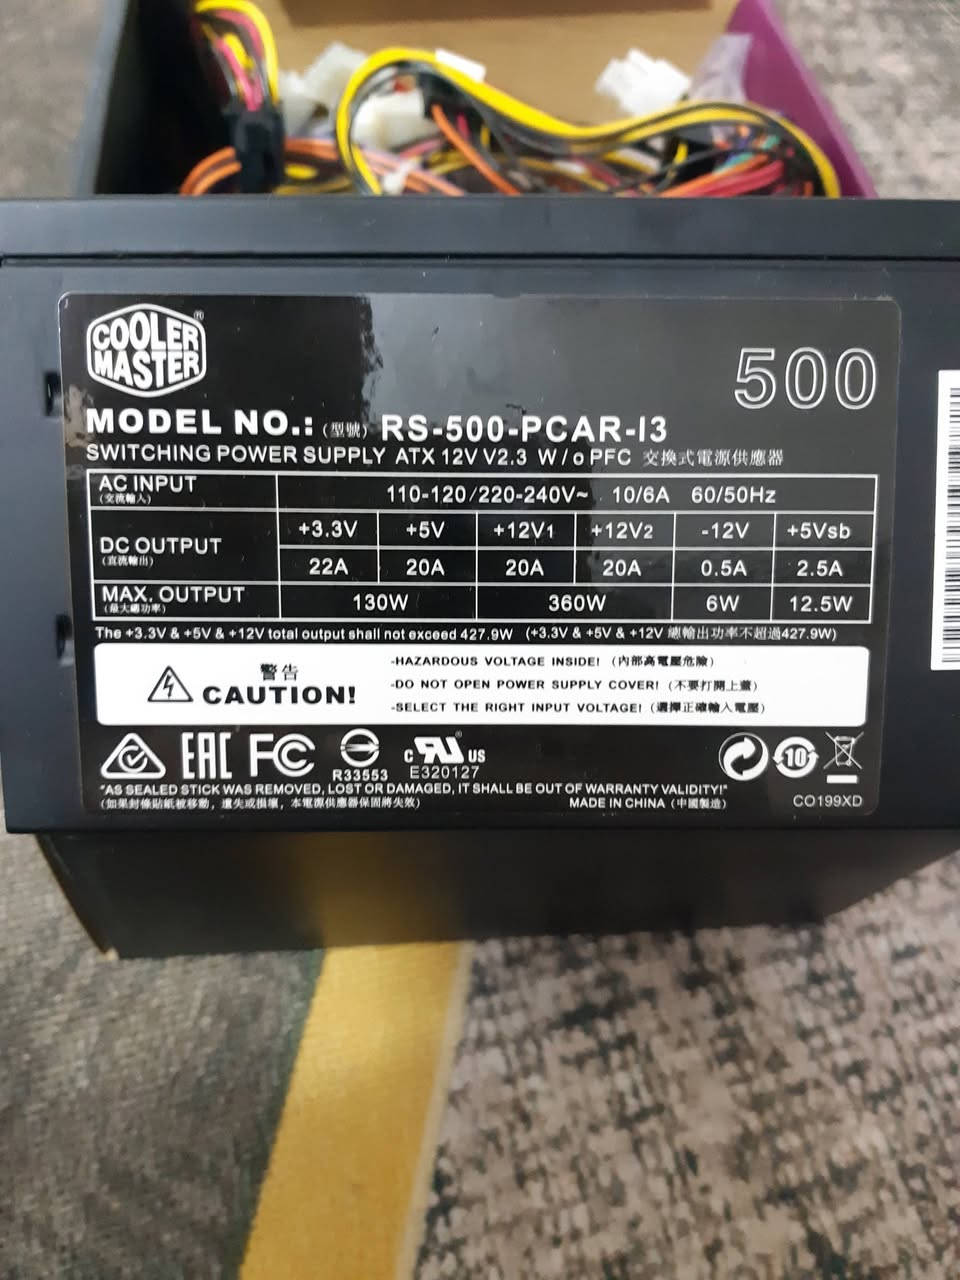 COOLER
MASTER ®
500
MODEL NO.: (型號) RS-500-PCAR-I3
SWITCHING POWER SUPPLY ATX 12V V2.3 W/o PFC 交換式電源供應器
AC INPUT 110-120/220-240V~ 10/6A 60/50Hz
(交流輸入)
+3.3V +5V +12V1 +12V2 -12V +5Vsb
DC OUTPUT
(直流輸出)
22A 20A 20A 20A 0.5A 2.5A
MAX. OUTPUT 130W 360W 6W 12.5W
(最大總功率)
The +3.3V & +5V & +12V total output shall not exceed 427.9W (+3.3V & +5V & +12V 總輸出功率不超過427.9W)
警告
CAUTION!
-HAZARDOUS VOLTAGE INSIDE! (內部高電壓危險)
-DO NOT OPEN POWER SUPPLY COVER! (不要打開上蓋)
-SELECT THE RIGHT INPUT VOLTAGE! (選擇正確輸入電壓)
EAC FC c RU US 10
R33553 E320127
"AS SEALED STICK WAS REMOVED, LOST OR DAMAGED, IT SHALL BE OUT OF WARRANTY VALIDITY!"
(如果封條貼紙被移動，遺失或損壞，本電源供應器保固將失效) MADE IN CHINA (中國製造) CO199XD